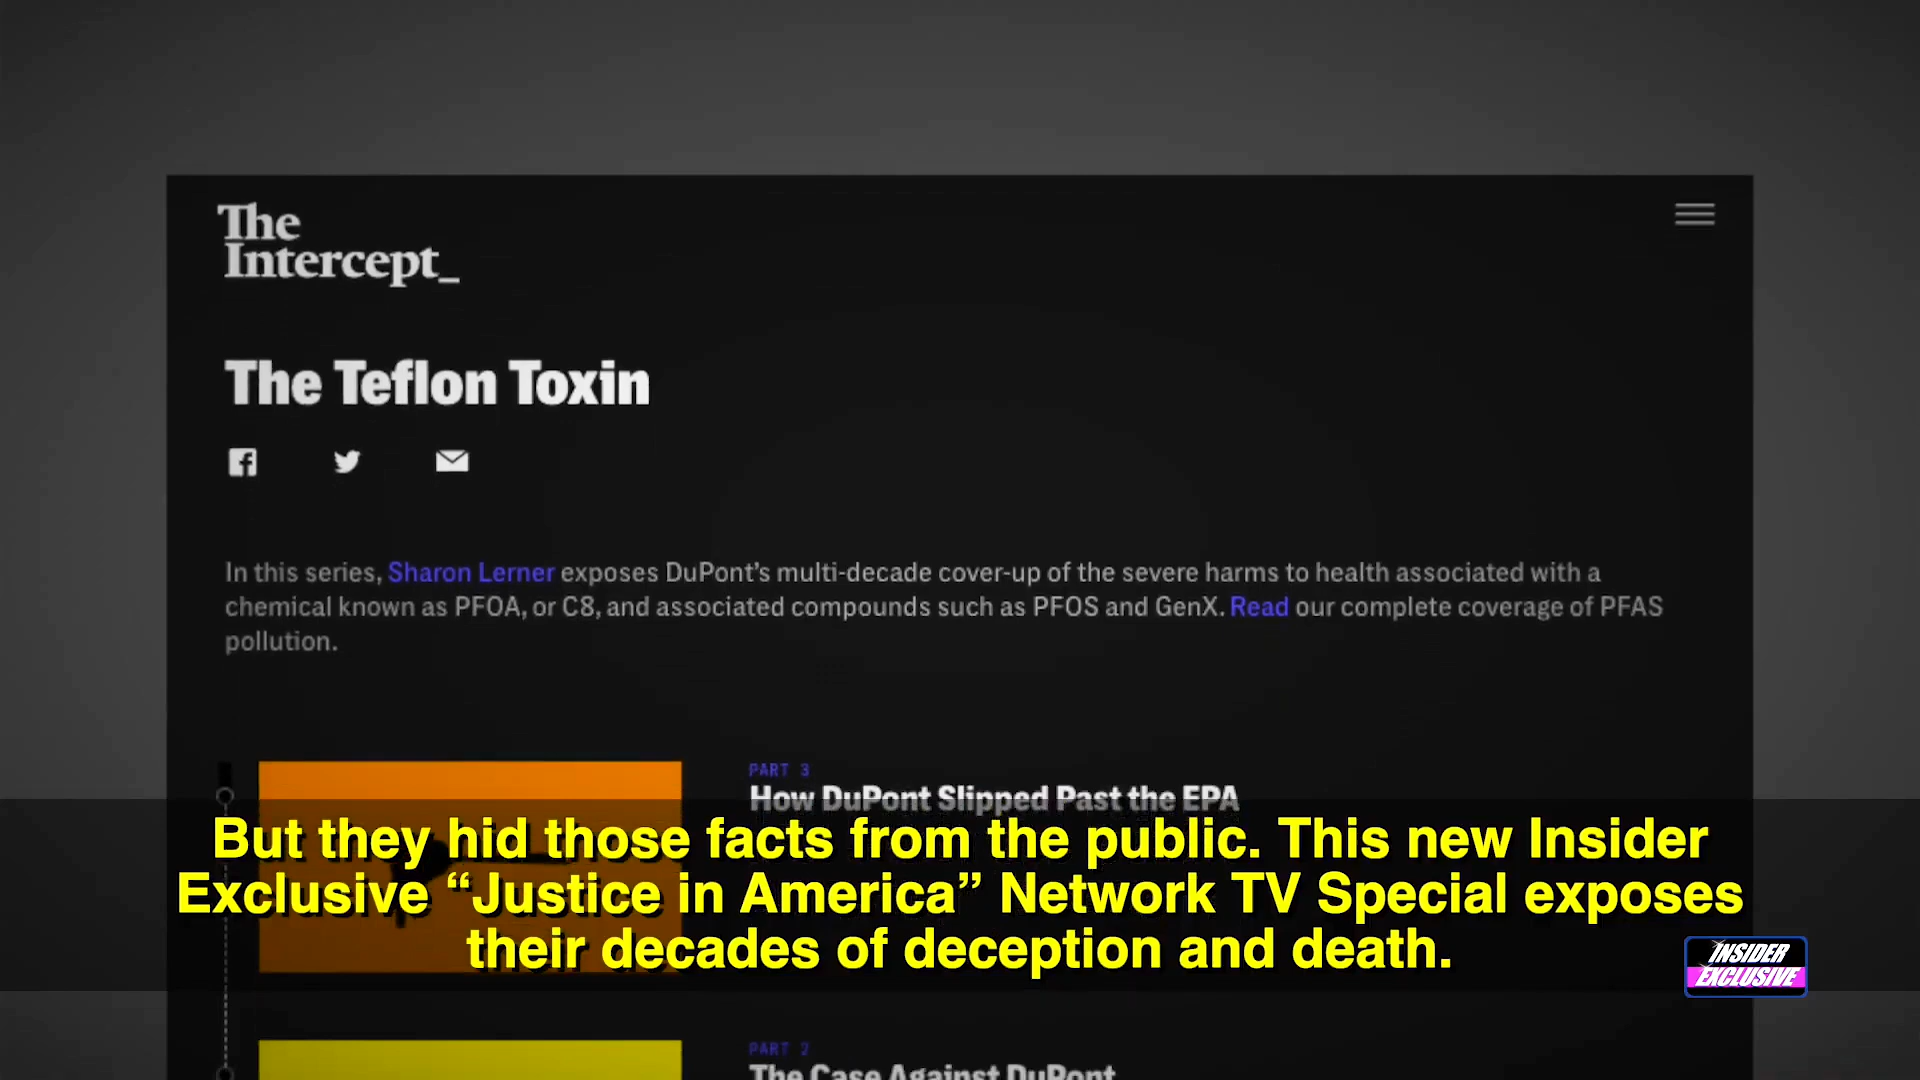 The
Intercept_
The Teflon Toxin
In this series, Sharon Lerner exposes DuPont's multi-decade cover-up of the severe harms to health associated with a
chemical known as PFOA, or C8, and associated compounds such as PFOS and GenX. Read our complete coverage of PFAS
pollution.
PART 3
How DuPont Slipped Past the EPA
But they hid those facts from the public. This new Insider
Exclusive “Justice in America” Network TV Special exposes
their decades of deception and death.
INSIDER
EXCLUSIVE
PART 2
The Case Against DuPont